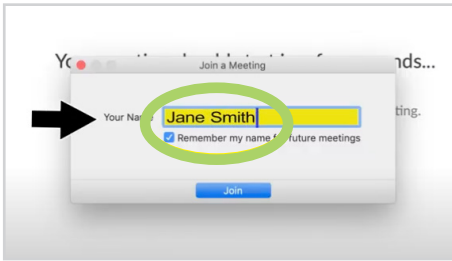 Join a Meeting
Your Name
Jane Smith
Remember my name for future meetings
Join